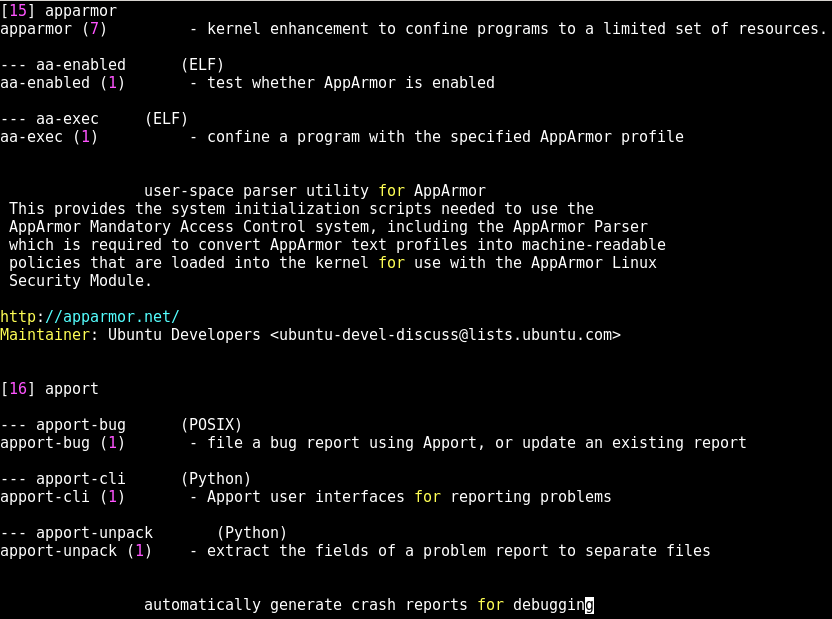 [15] apparmor
apparmor (7)         - kernel enhancement to confine programs to a limited set of resources.
--- aa-enabled      (ELF)
aa-enabled (1)       - test whether AppArmor is enabled
--- aa-exec     (ELF)
aa-exec (1)          - confine a program with the specified AppArmor profile
user-space parser utility for AppArmor
This provides the system initialization scripts needed to use the
AppArmor Mandatory Access Control system, including the AppArmor Parser
which is required to convert AppArmor text profiles into machine-readable
policies that are loaded into the kernel for use with the AppArmor Linux
Security Module.
http://apparmor.net/
Maintainer: Ubuntu Developers <ubuntu-devel-discuss@lists.ubuntu.com>
[16] apport
--- apport-bug      (POSIX)
apport-bug (1)       - file a bug report using Apport, or update an existing report
--- apport-cli      (Python)
apport-cli (1)       - Apport user interfaces for reporting problems
--- apport-unpack       (Python)
apport-unpack (1)    - extract the fields of a problem report to separate files
automatically generate crash reports for debugging